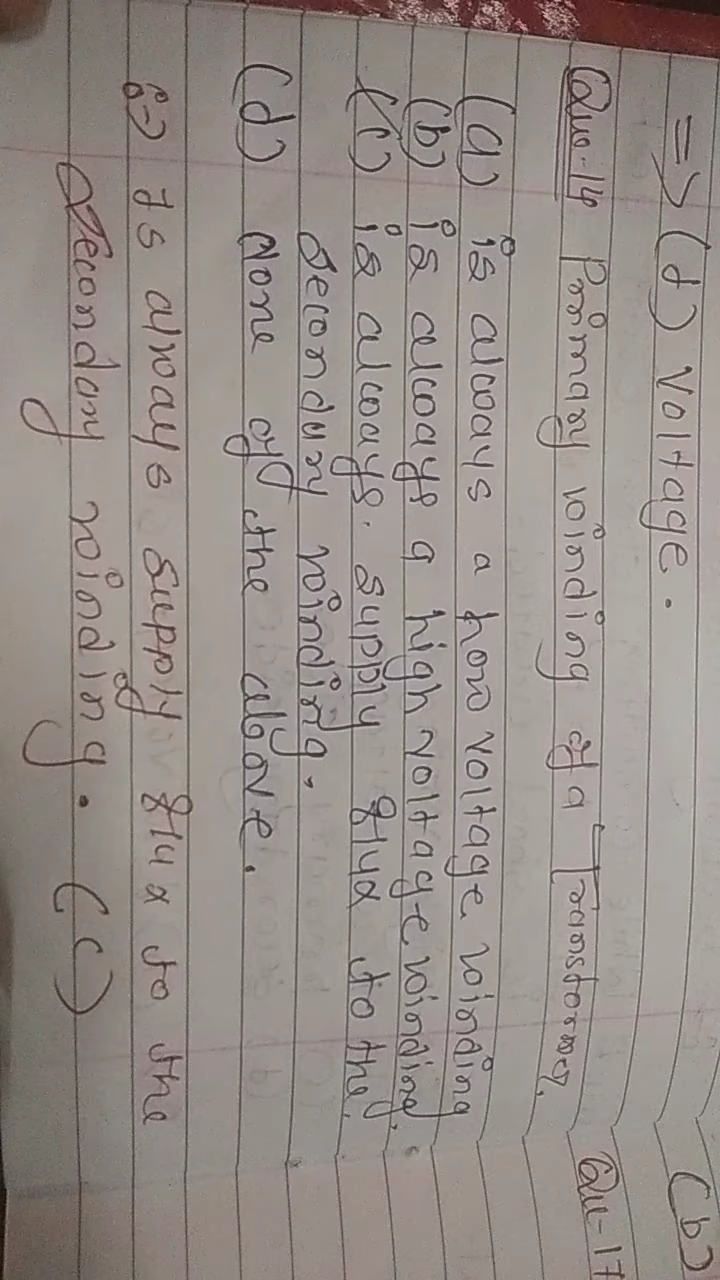 => (d) voltage.
(b)
Que-14 Primary winding of a Transformer.
Que-17
(a) is always a low voltage winding
(b) is always a high voltage winding.
(c) is always supply flux to the
secondary winding.
(d) None of the above.
:-> Is always supply flux to the
Secondary winding. (c)